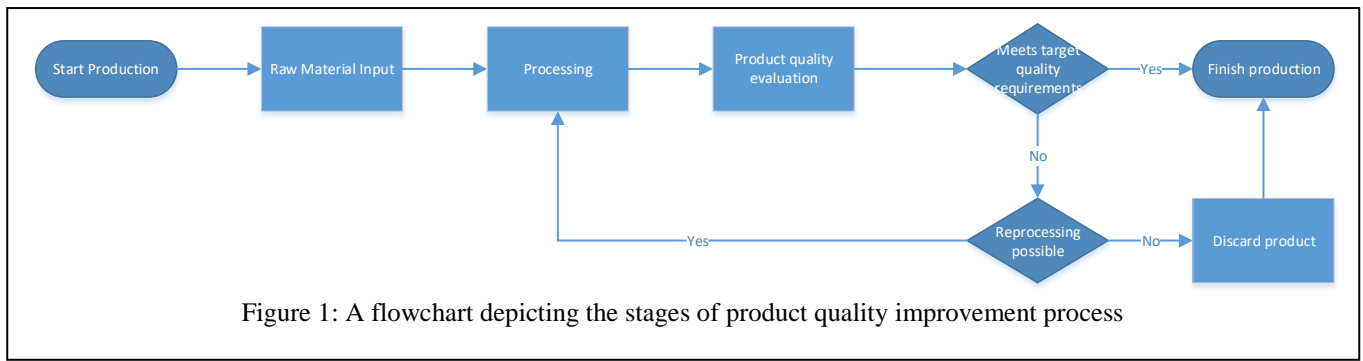 Start Production
Raw Material Input
Processing
Product quality
evaluation
Meets target
quality
requirements
Yes
Finish production
No
Reprocessing
possible
Yes
No
Discard product
Figure 1: A flowchart depicting the stages of product quality improvement process